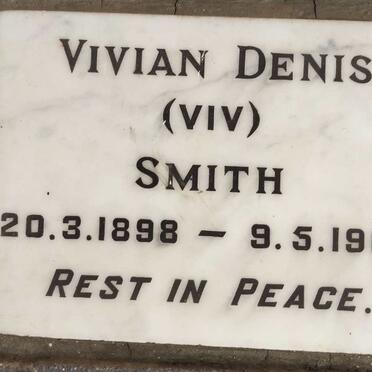 VIVIAN DENIS
(VIV)
SMITH
20.3.1898 – 9.5.19
REST IN PEACE.